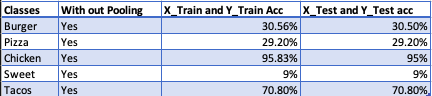 Classes With out Pooling X_Train and Y_Train Acc X_Test and Y_Test acc
Burger Yes 30.56% 30.50%
Pizza Yes 29.20% 29.20%
Chicken Yes 95.83% 95%
Sweet Yes 9% 9%
Tacos Yes 70.80% 70.80%